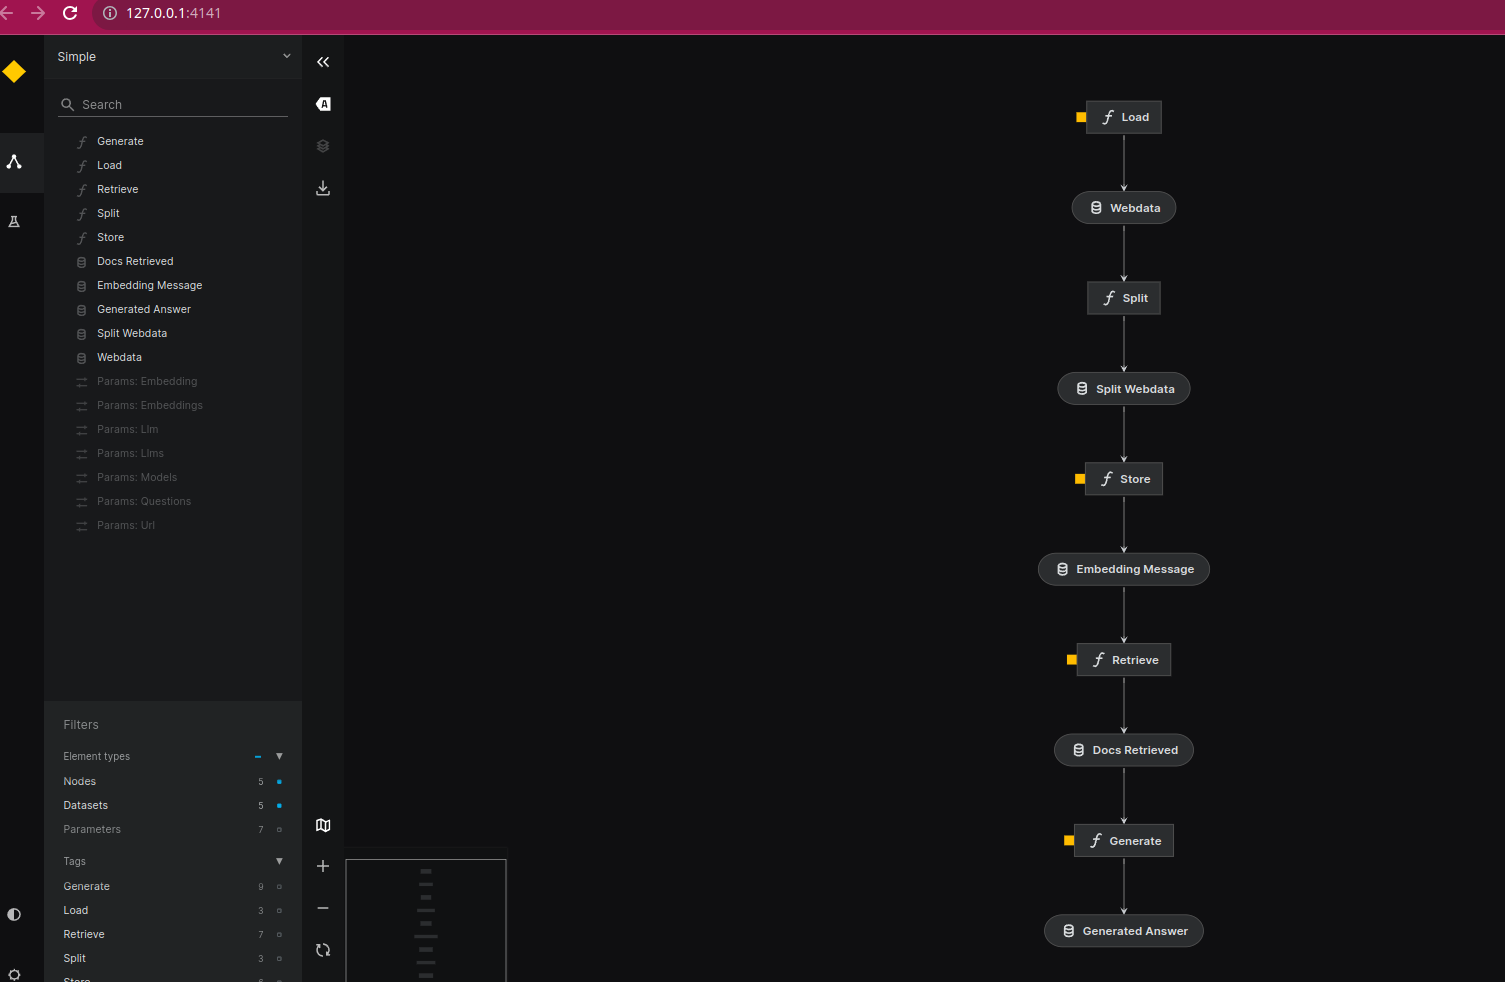 127.0.0.1:4141
Simple
Search
Generate
Load
Retrieve
Split
Store
Docs Retrieved
Embedding Message
Generated Answer
Split Webdata
Webdata
Params: Embedding
Params: Embeddings
Params: Llm
Params: Llms
Params: Models
Params: Questions
Params: Url
Filters
Element types
Nodes 5
Datasets 5
Parameters 7
Tags
Generate 9
Load 3
Retrieve 7
Split 3
Store
A
Load
Webdata
Split
Split Webdata
Store
Embedding Message
Retrieve
Docs Retrieved
Generate
Generated Answer